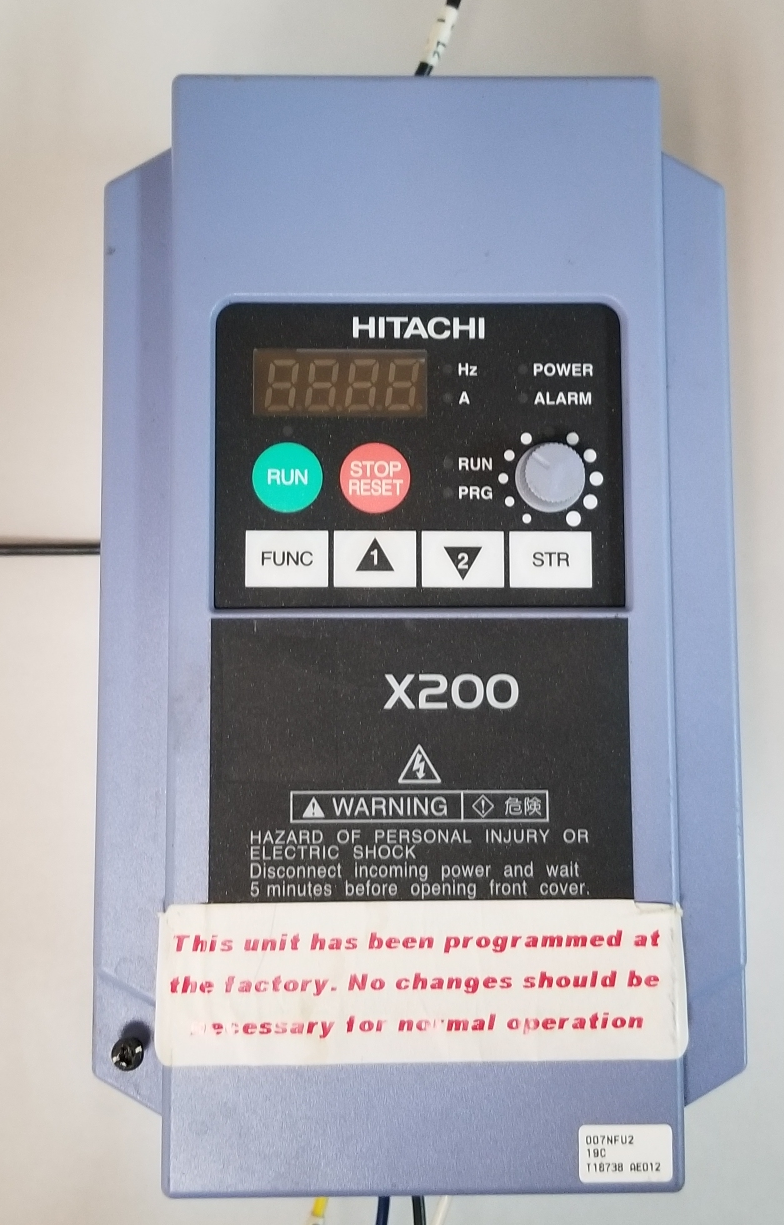 HITACHI
Hz POWER
A ALARM
RUN STOP RESET RUN
PRG
FUNC 1 2 STR
X200
WARNING 危険
HAZARD OF PERSONAL INJURY OR
ELECTRIC SHOCK
Disconnect incoming power and wait
5 minutes before opening front cover.
This unit has been programmed at
the factory. No changes should be
necessary for normal operation
007NFU2
19C
T18738 AE012